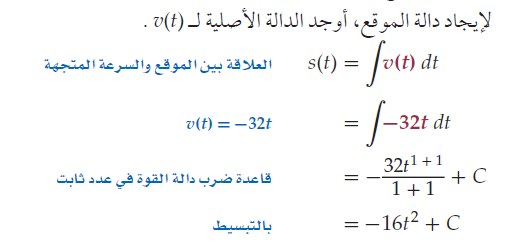 لإيجاد دالة الموقع، أوجد الدالة الأصلية لـ v(t) .
العلاقة بين الموقع والسرعة المتجهة s(t) = ∫v(t) dt
v(t) = −32t = ∫−32t dt
قاعدة ضرب دالة القوة في عدد ثابت = −\frac{32t^{1+1}}{1+1} + C
بالتبسيط = −16t² + C